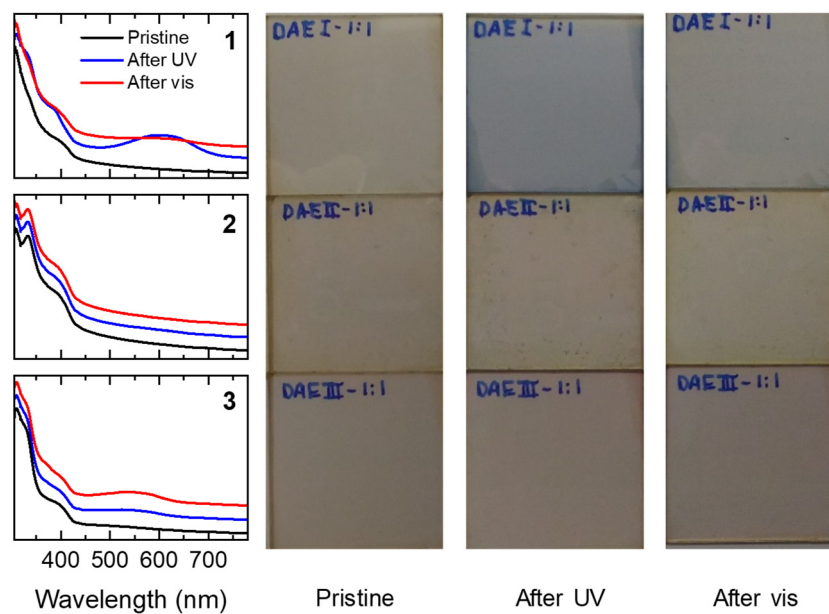 Pristine
After UV
After vis
1
2
3
400 500 600 700
Wavelength (nm)
DAE I-1:1
DAE I-1:1
DAE I-1:1
DAE II-1:1
DAE II-1:1
DAE II-1:1
DAE III-1:1
DAE III-1:1
DAE III-1:1
Pristine
After UV
After vis